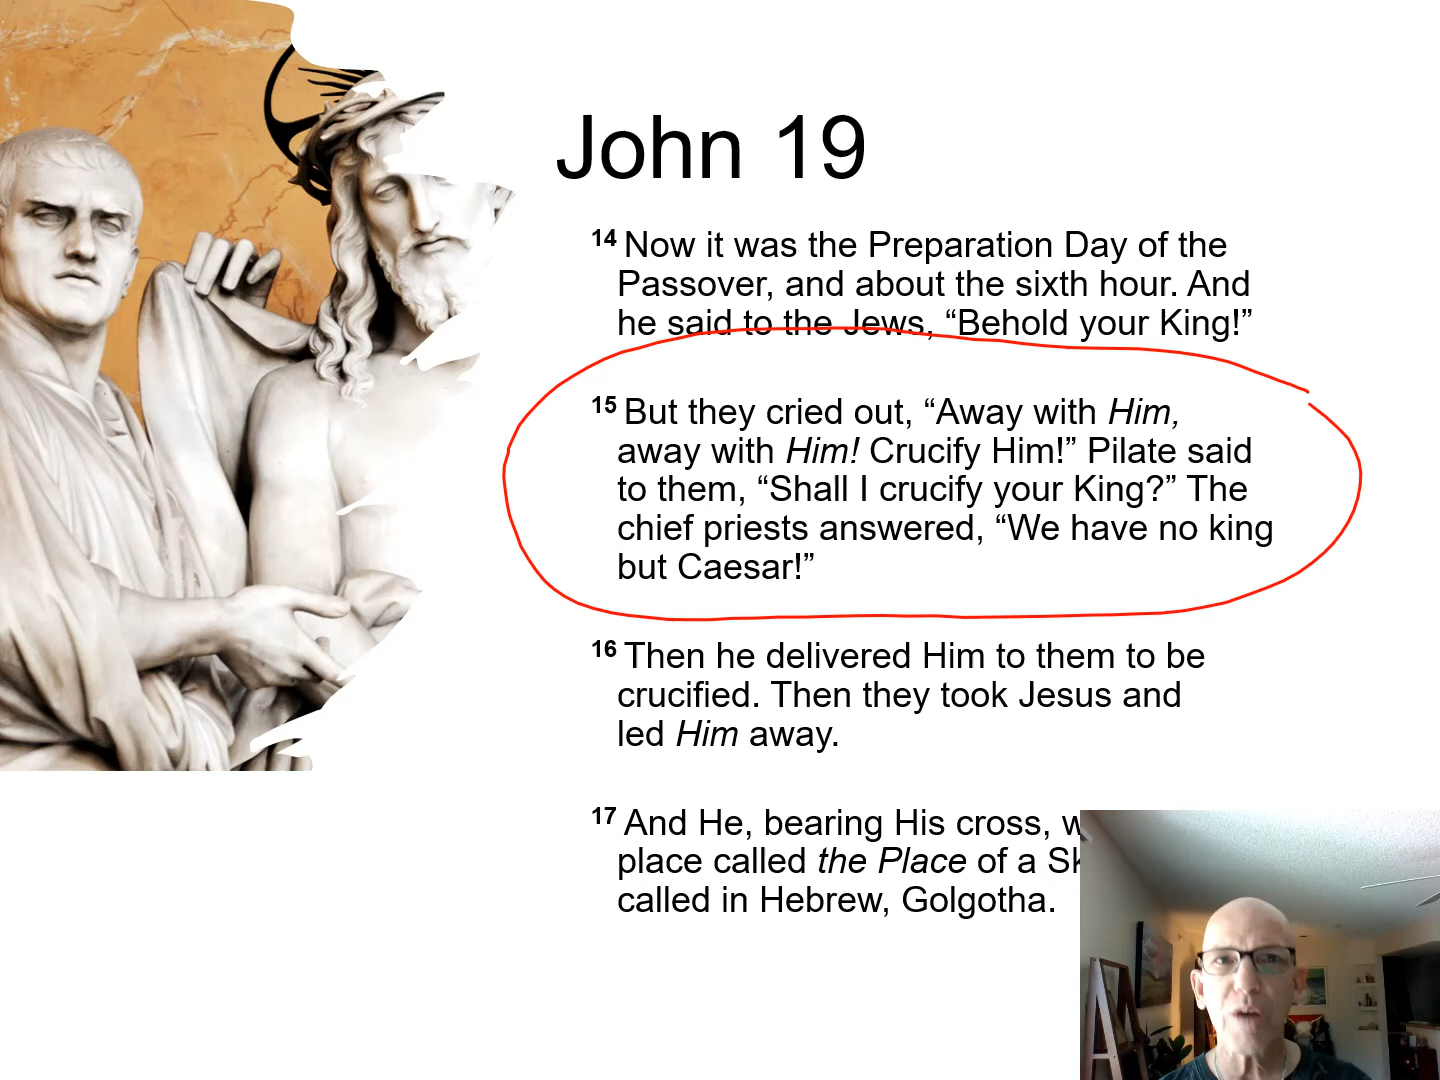 John 19
14 Now it was the Preparation Day of the
Passover, and about the sixth hour. And
he said to the Jews, “Behold your King!”
15 But they cried out, “Away with Him,
away with Him! Crucify Him!” Pilate said
to them, “Shall I crucify your King?” The
chief priests answered, “We have no king
but Caesar!”
16 Then he delivered Him to them to be
crucified. Then they took Jesus and
led Him away.
17 And He, bearing His cross,
place called the Place of a
called in Hebrew, Golgotha.